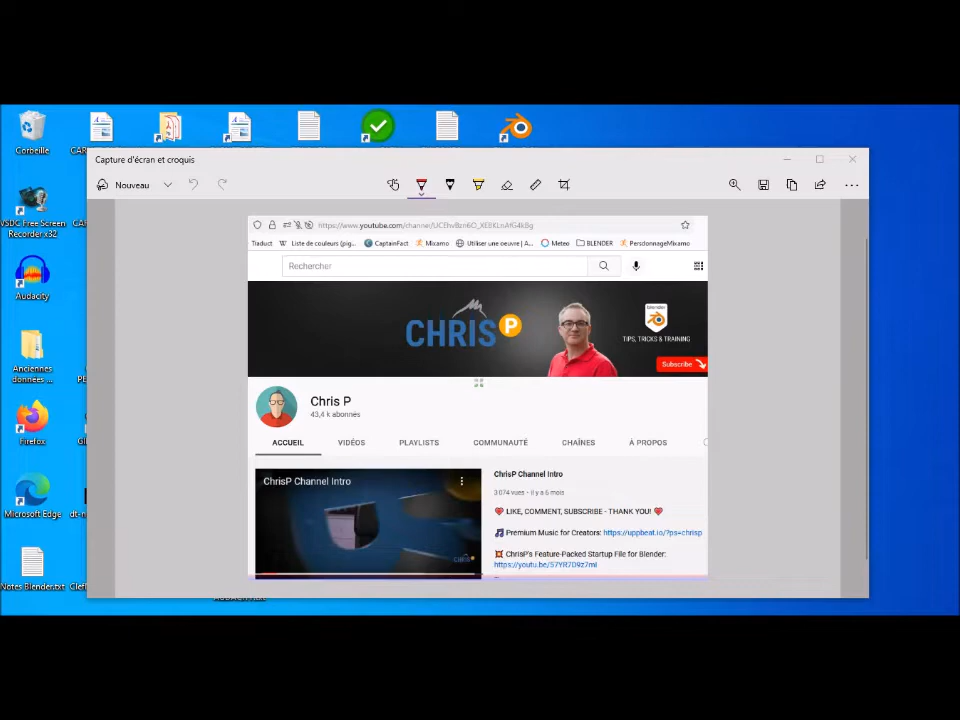 Corbeille
Capture d'écran et croquis
Nouveau
VSDC Free Screen
Recorder x32
https://www.youtube.com/channel/
Traduct
Liste de couleurs (pig...
CaptainFact
Mixamo
Utiliser une oeuvre | A...
Meteo
BLENDER
PersdonnageMixamo
Rechercher
Audacity
CHRIS P
TIPS, TRICKS & TRAINING
Subscribe
Anciennes
données ...
Chris P
43,4 k abonnés
Firefox
ACCUEIL
VIDÉOS
PLAYLISTS
COMMUNAUTÉ
CHAÎNES
À PROPOS
ChrisP Channel Intro
ChrisP Channel Intro
3 074 vues • il y a 6 mois
LIKE, COMMENT, SUBSCRIBE - THANK YOU!
Microsoft Edge
Premium Music for Creators: https://uppbeat.io/?ps=chrisp
ChrisP's Feature-Packed Startup File for Blender:
https://youtu.be/57YR7D9z7mI
Notes Blender.txt